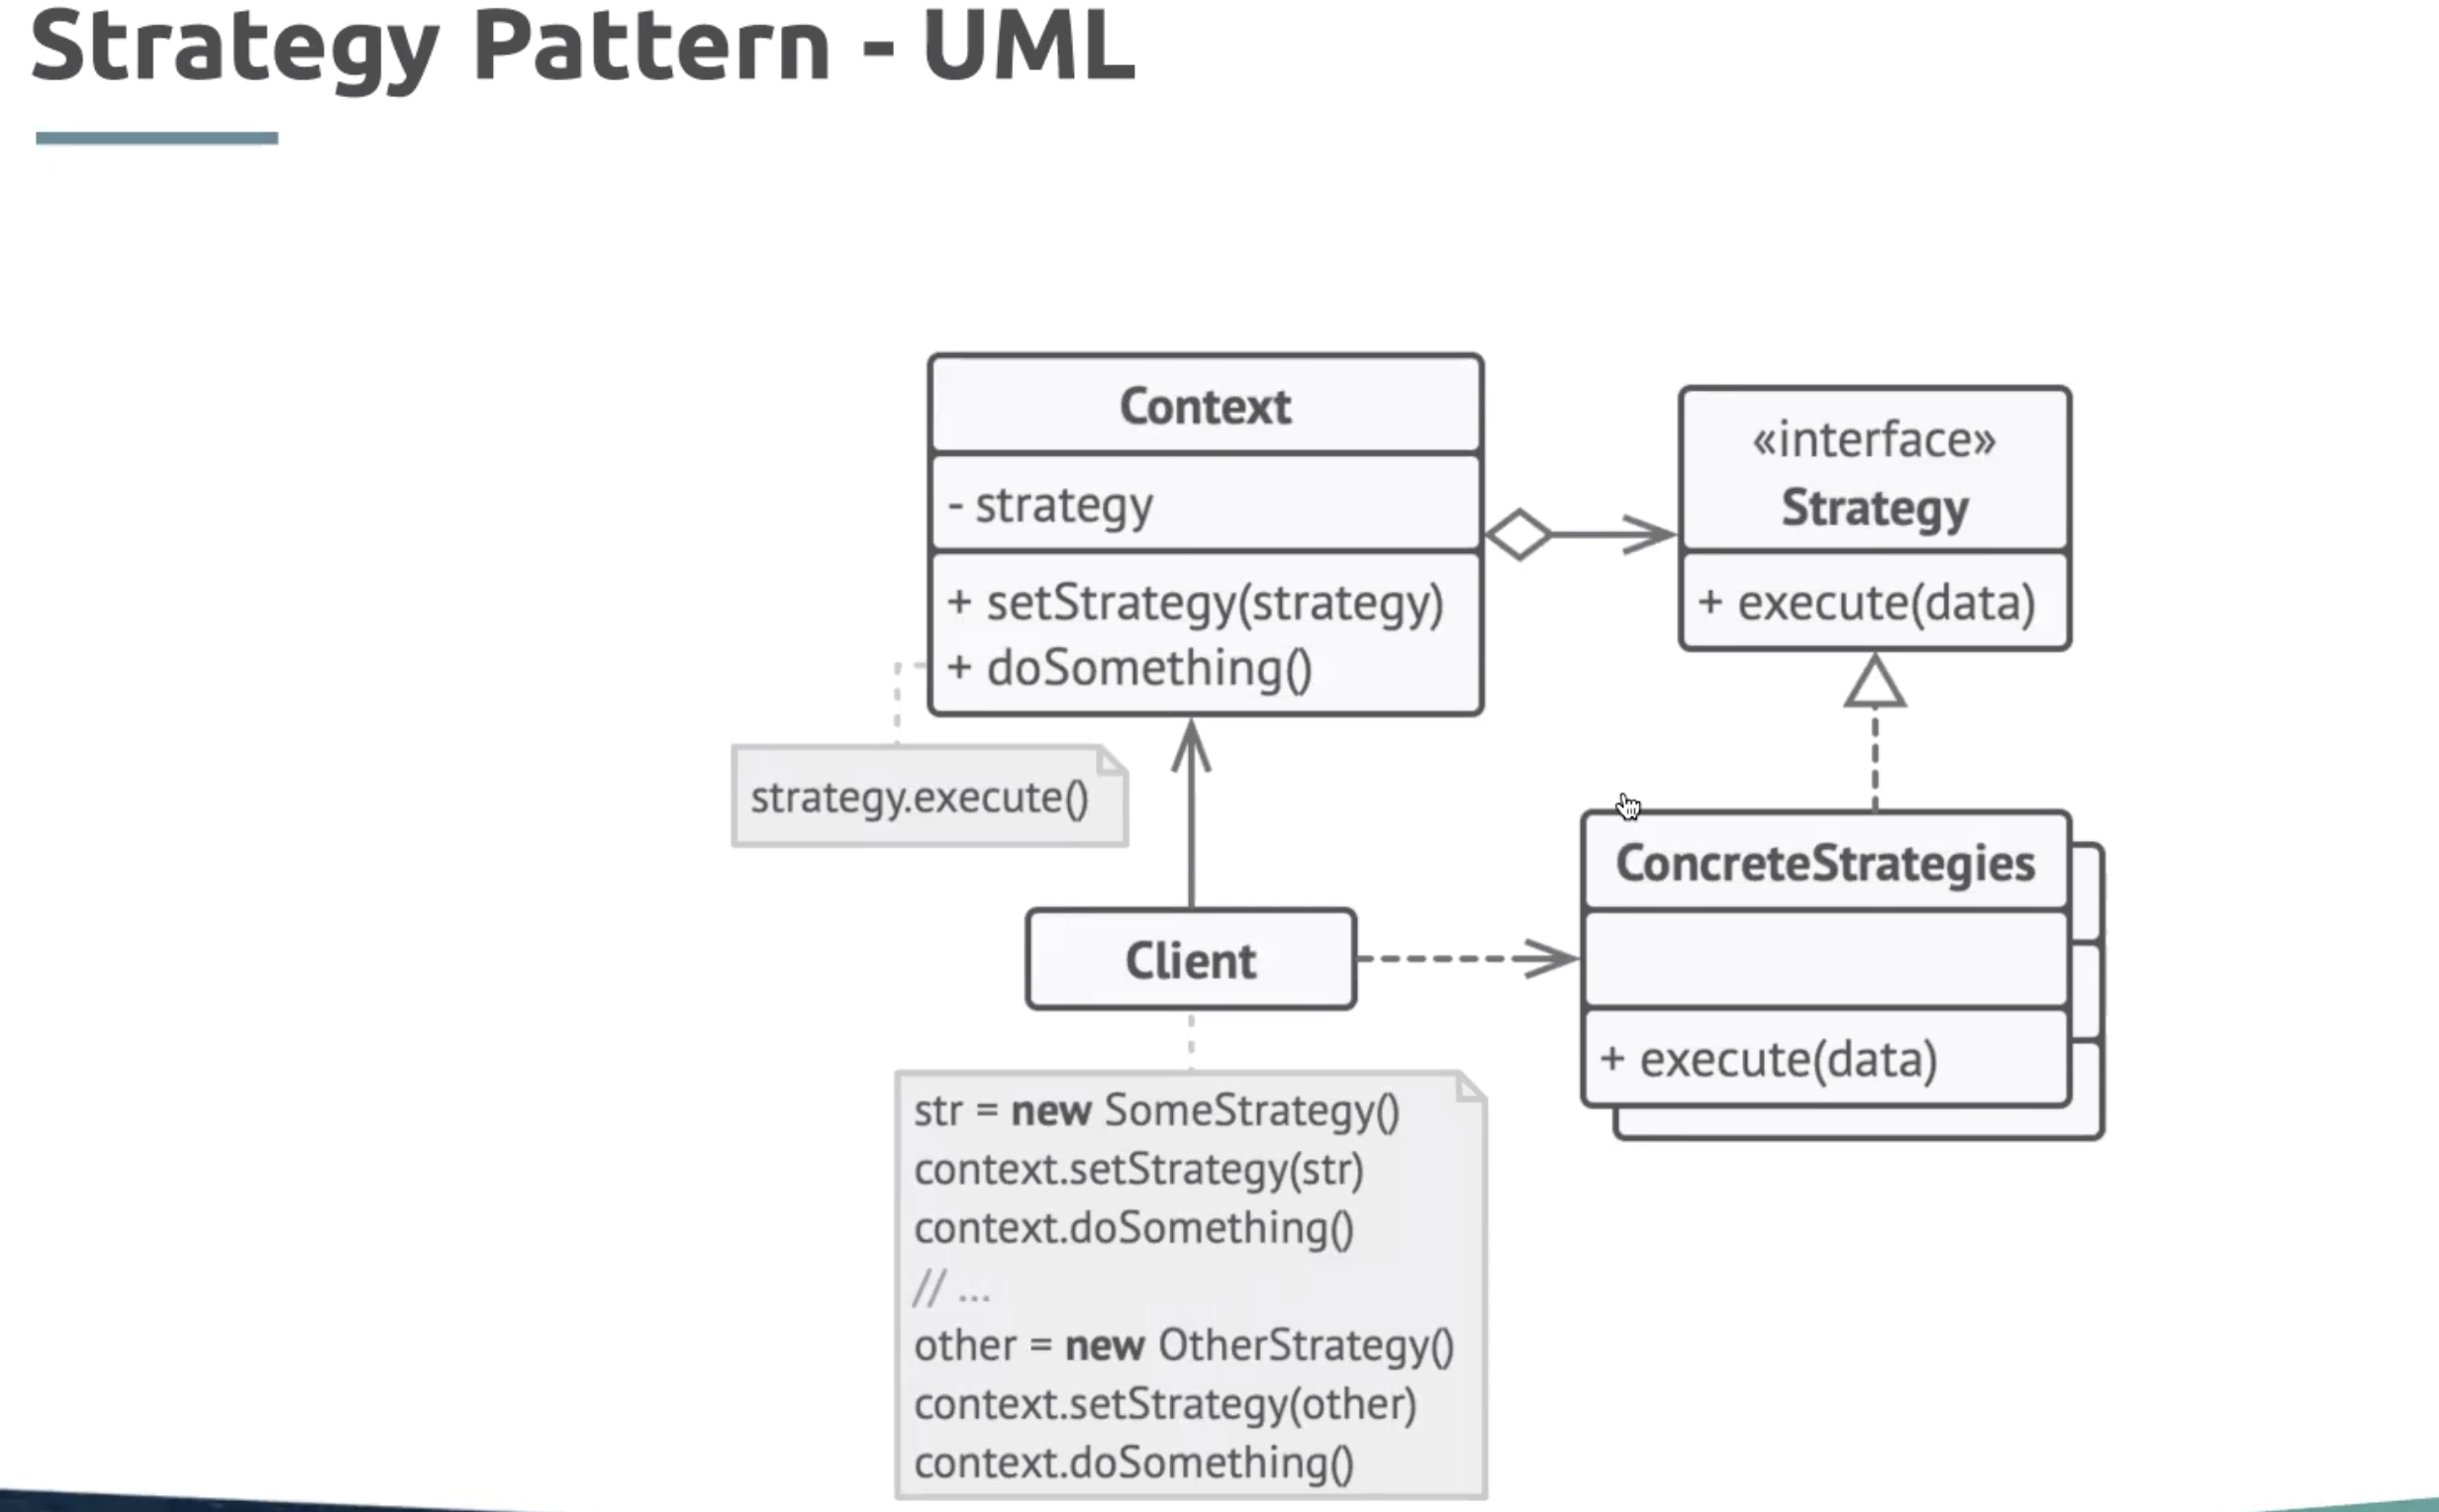 Strategy Pattern - UML
Context
- strategy
+ setStrategy(strategy)
+ doSomething()
«interface»
Strategy
+ execute(data)
strategy.execute()
ConcreteStrategies
+ execute(data)
Client
str = new SomeStrategy()
context.setStrategy(str)
context.doSomething()
// ...
other = new OtherStrategy()
context.setStrategy(other)
context.doSomething()